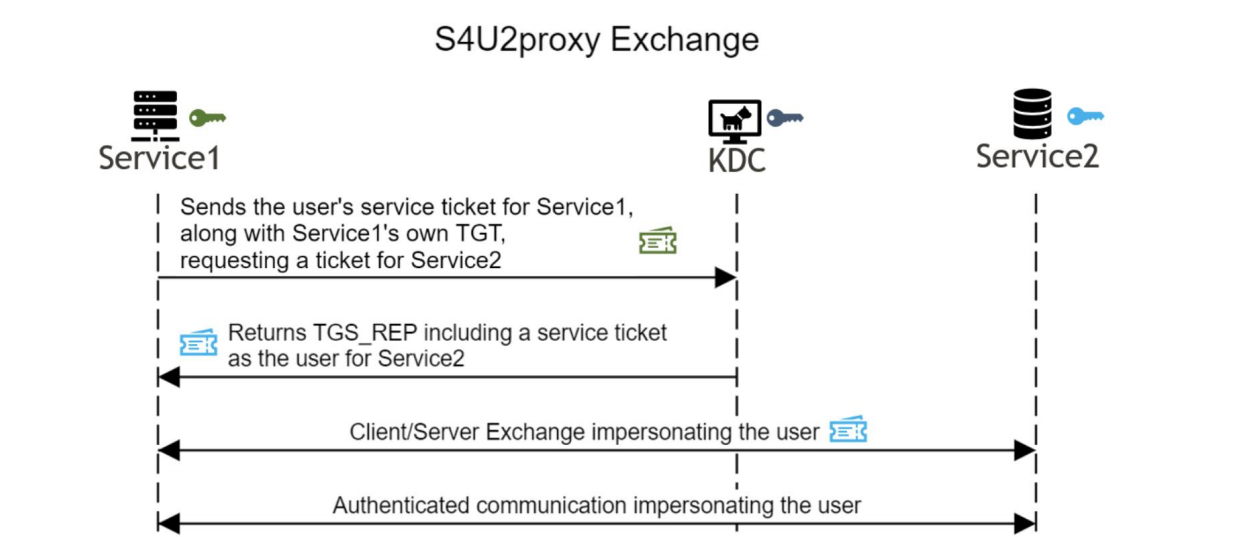 S4U2proxy Exchange
Service1
KDC
Service2
Sends the user's service ticket for Service1,
along with Service1's own TGT,
requesting a ticket for Service2
Returns TGS_REP including a service ticket
as the user for Service2
Client/Server Exchange impersonating the user
Authenticated communication impersonating the user